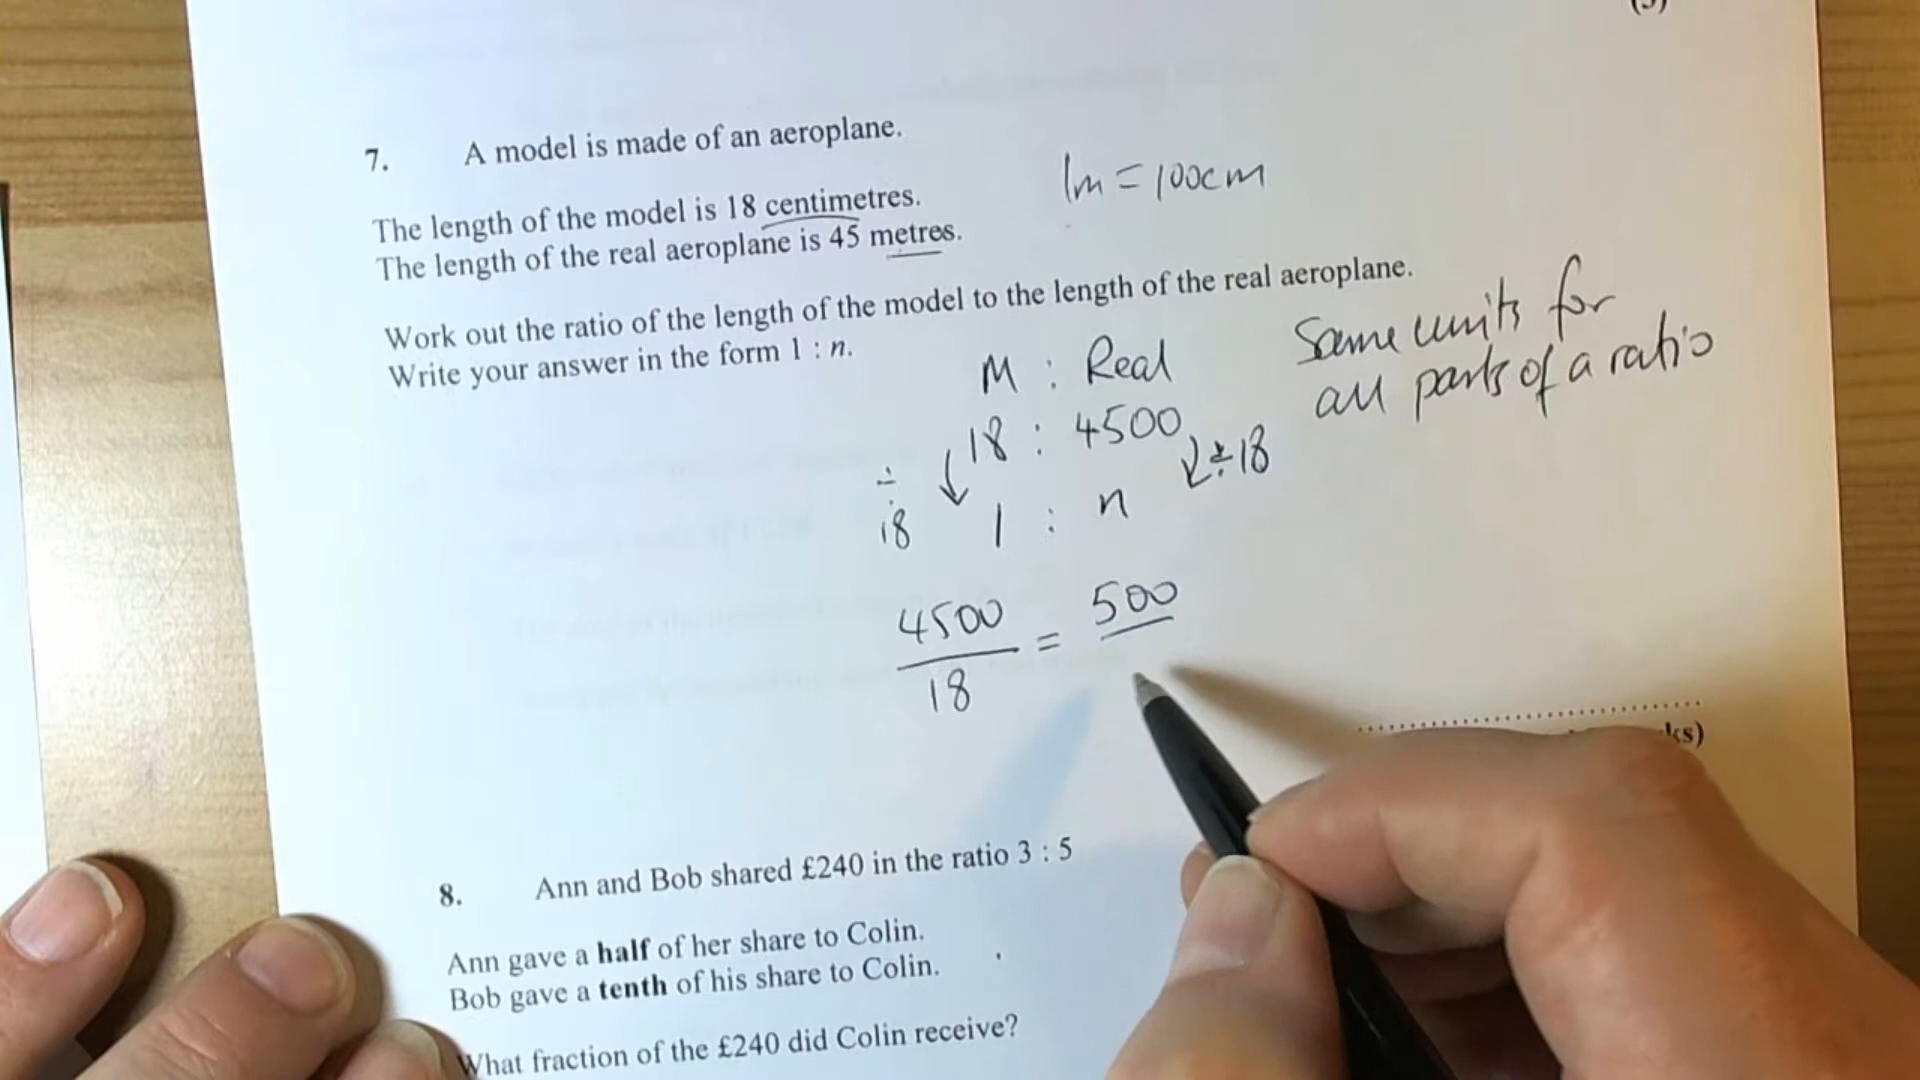 7. A model is made of an aeroplane.
1m = 100cm
The length of the model is 18 centimetres.
The length of the real aeroplane is 45 metres.
Work out the ratio of the length of the model to the length of the real aeroplane.
Write your answer in the form 1 : n.
Same units for
all parts of a ratio
M : Real
18 : 4500
÷ 18
÷18
1 : n
4500
18
=
500
8. Ann and Bob shared £240 in the ratio 3 : 5
Ann gave a half of her share to Colin.
Bob gave a tenth of his share to Colin.
What fraction of the £240 did Colin receive?